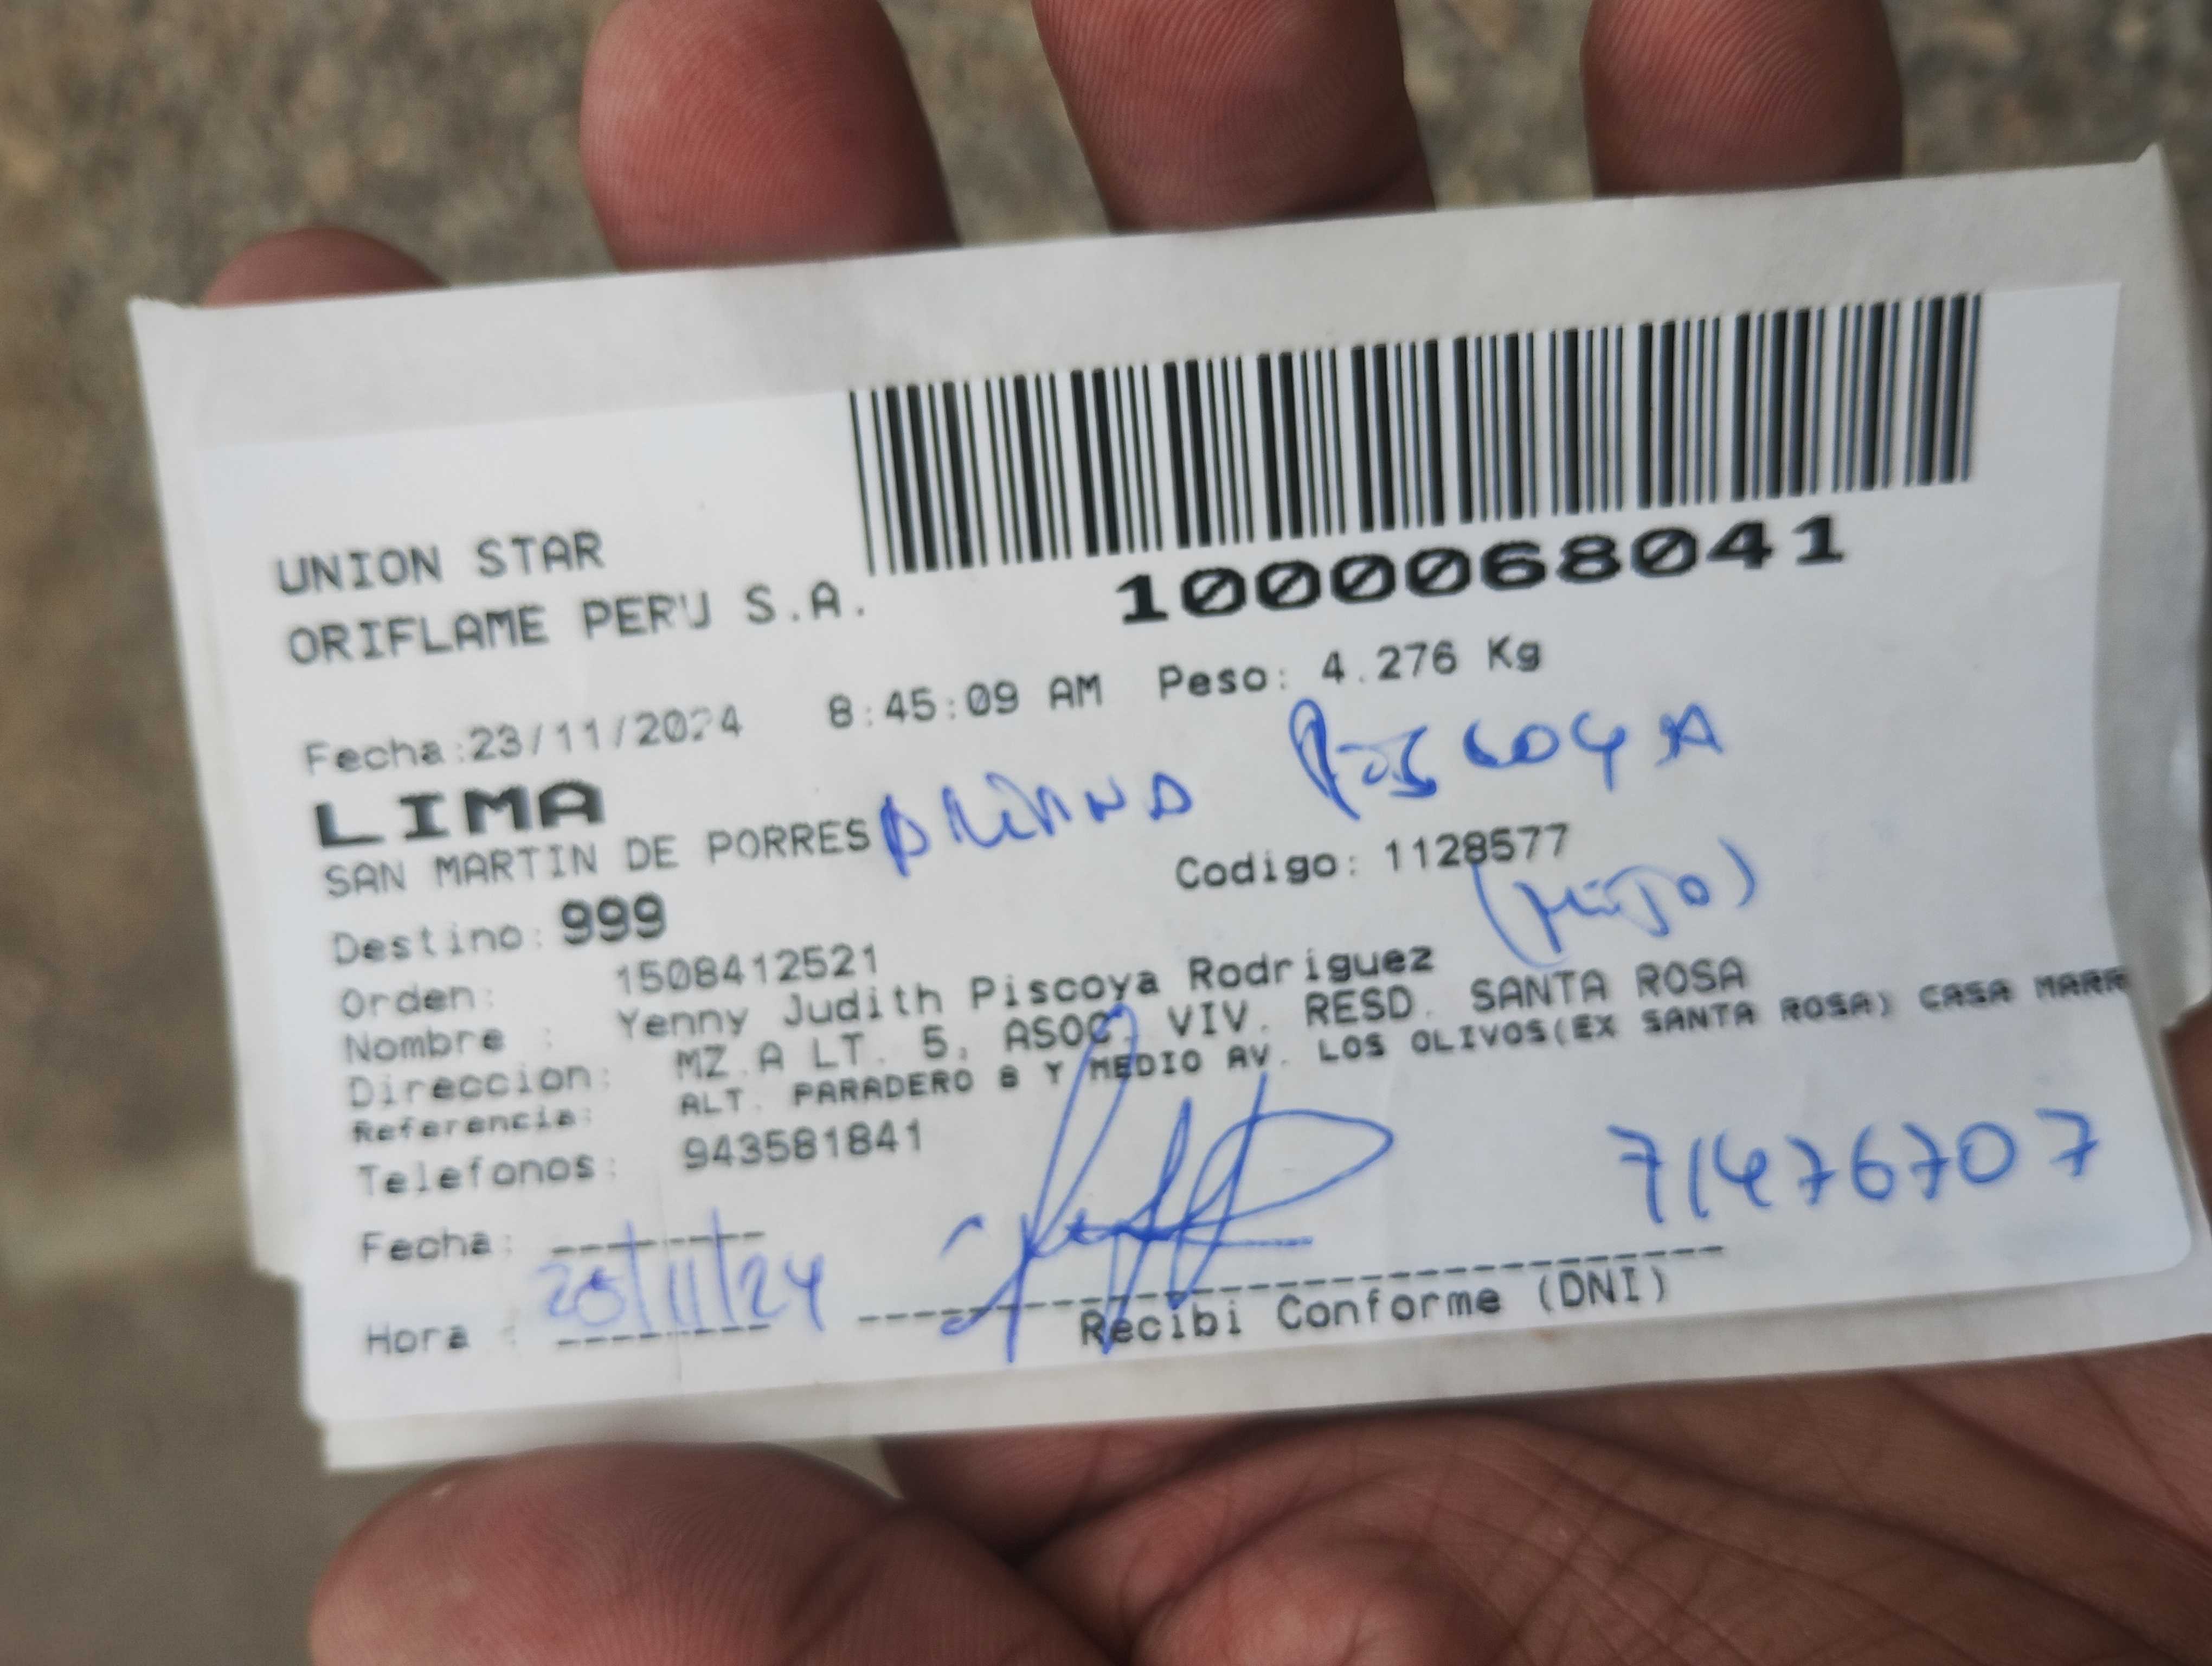 UNION STAR
ORIFLAME PERU S.A.
1000068041
Fecha:23/11/2024 8:45:09 AM Peso: 4.276 Kg
LIMA
PISCOYA
SAN MARTIN DE PORRES
Codigo: 1128577
Destino: 999
Orden: 1508412521
Nombre : Yenny Judith Piscoya Rodriguez
Direccion: MZ.A LT. 5, ASOC. VIV. RESD. SANTA ROSA
Referencia: ALT. PARADERO 8 Y MEDIO AV. LOS OLIVOS(EX SANTA ROSA) CASA MARR
Telefonos: 943581841
71476707
Fecha:
25/11/24
Hora :
Recibi Conforme (DNI)